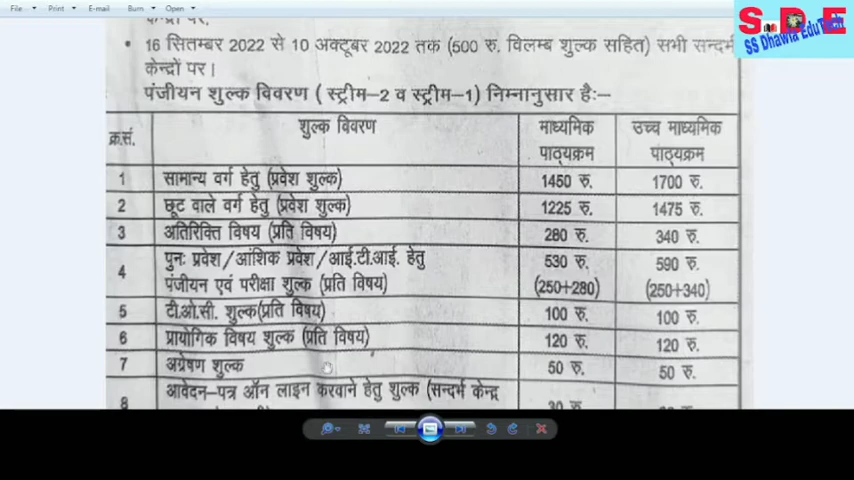 File Print E-mail Burn Open
केन्द्रों पर.
SDE
SS Dhawla EduTech
• 16 सितम्बर 2022 से 10 अक्टूबर 2022 तक (500 रु. विलम्ब शुल्क सहित) सभी सन्दर्भ
केन्द्रों पर।
पंजीयन शुल्क विवरण ( स्ट्रीम–2 व स्ट्रीम–1) निम्नानुसार है:–
क्र.सं. शुल्क विवरण माध्यमिक पाठ्यक्रम उच्च माध्यमिक पाठ्यक्रम
1 सामान्य वर्ग हेतु (प्रवेश शुल्क) 1450 रु. 1700 रु.
2 छूट वाले वर्ग हेतु (प्रवेश शुल्क) 1225 रु. 1475 रु.
3 अतिरिक्ति विषय (प्रति विषय) 280 रु. 340 रु.
4 पुनः प्रवेश/आंशिक प्रवेश/आई.टी.आई. हेतु 530 रु. 590 रु.
पंजीयन एवं परीक्षा शुल्क (प्रति विषय) (250+280) (250+340)
5 टी.ओ.सी. शुल्क(प्रति विषय) 100 रु. 100 रु.
6 प्रायोगिक विषय शुल्क (प्रति विषय) 120 रु. 120 रु.
7 अग्रेषण शुल्क 50 रु. 50 रु.
8 आवेदन–पत्र ऑन लाइन करवाने हेतु शुल्क (सन्दर्भ केन्द्र 30 रु.